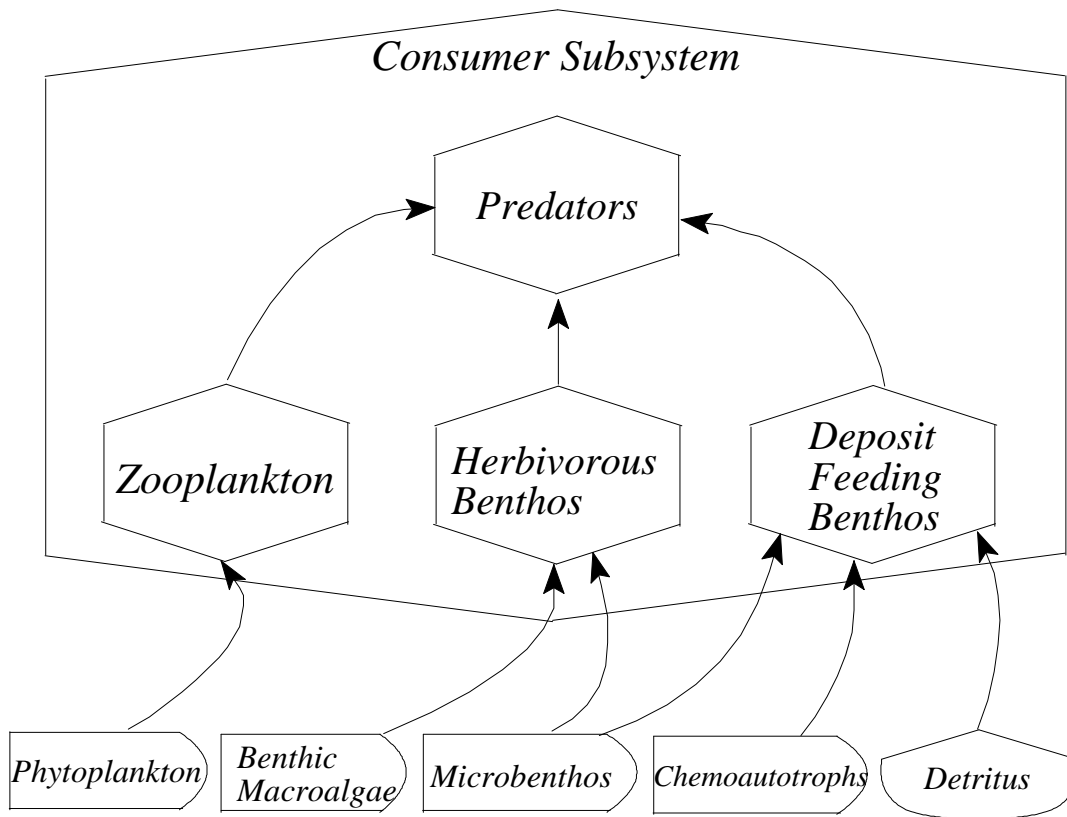 Consumer Subsystem
Predators
Zooplankton
Herbivorous
Benthos
Deposit
Feeding
Benthos
Phytoplankton
Benthic
Macroalgae
Microbenthos
Chemoautotrophs
Detritus